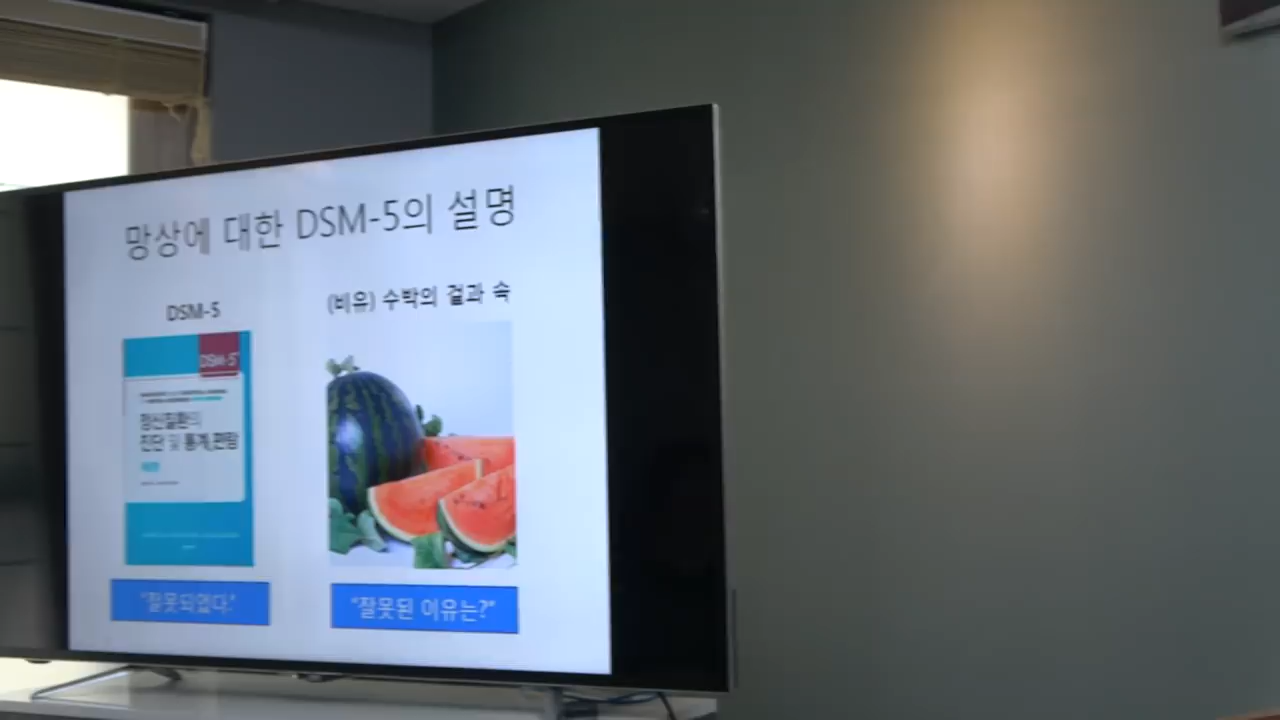 망상에 대한 DSM-5의 설명
DSM-5
(비유) 수박의 겉과 속
DSM-5
정신질환의
진단 및 통계 편람
"잘못되었다."
"잘못된 이유는?"